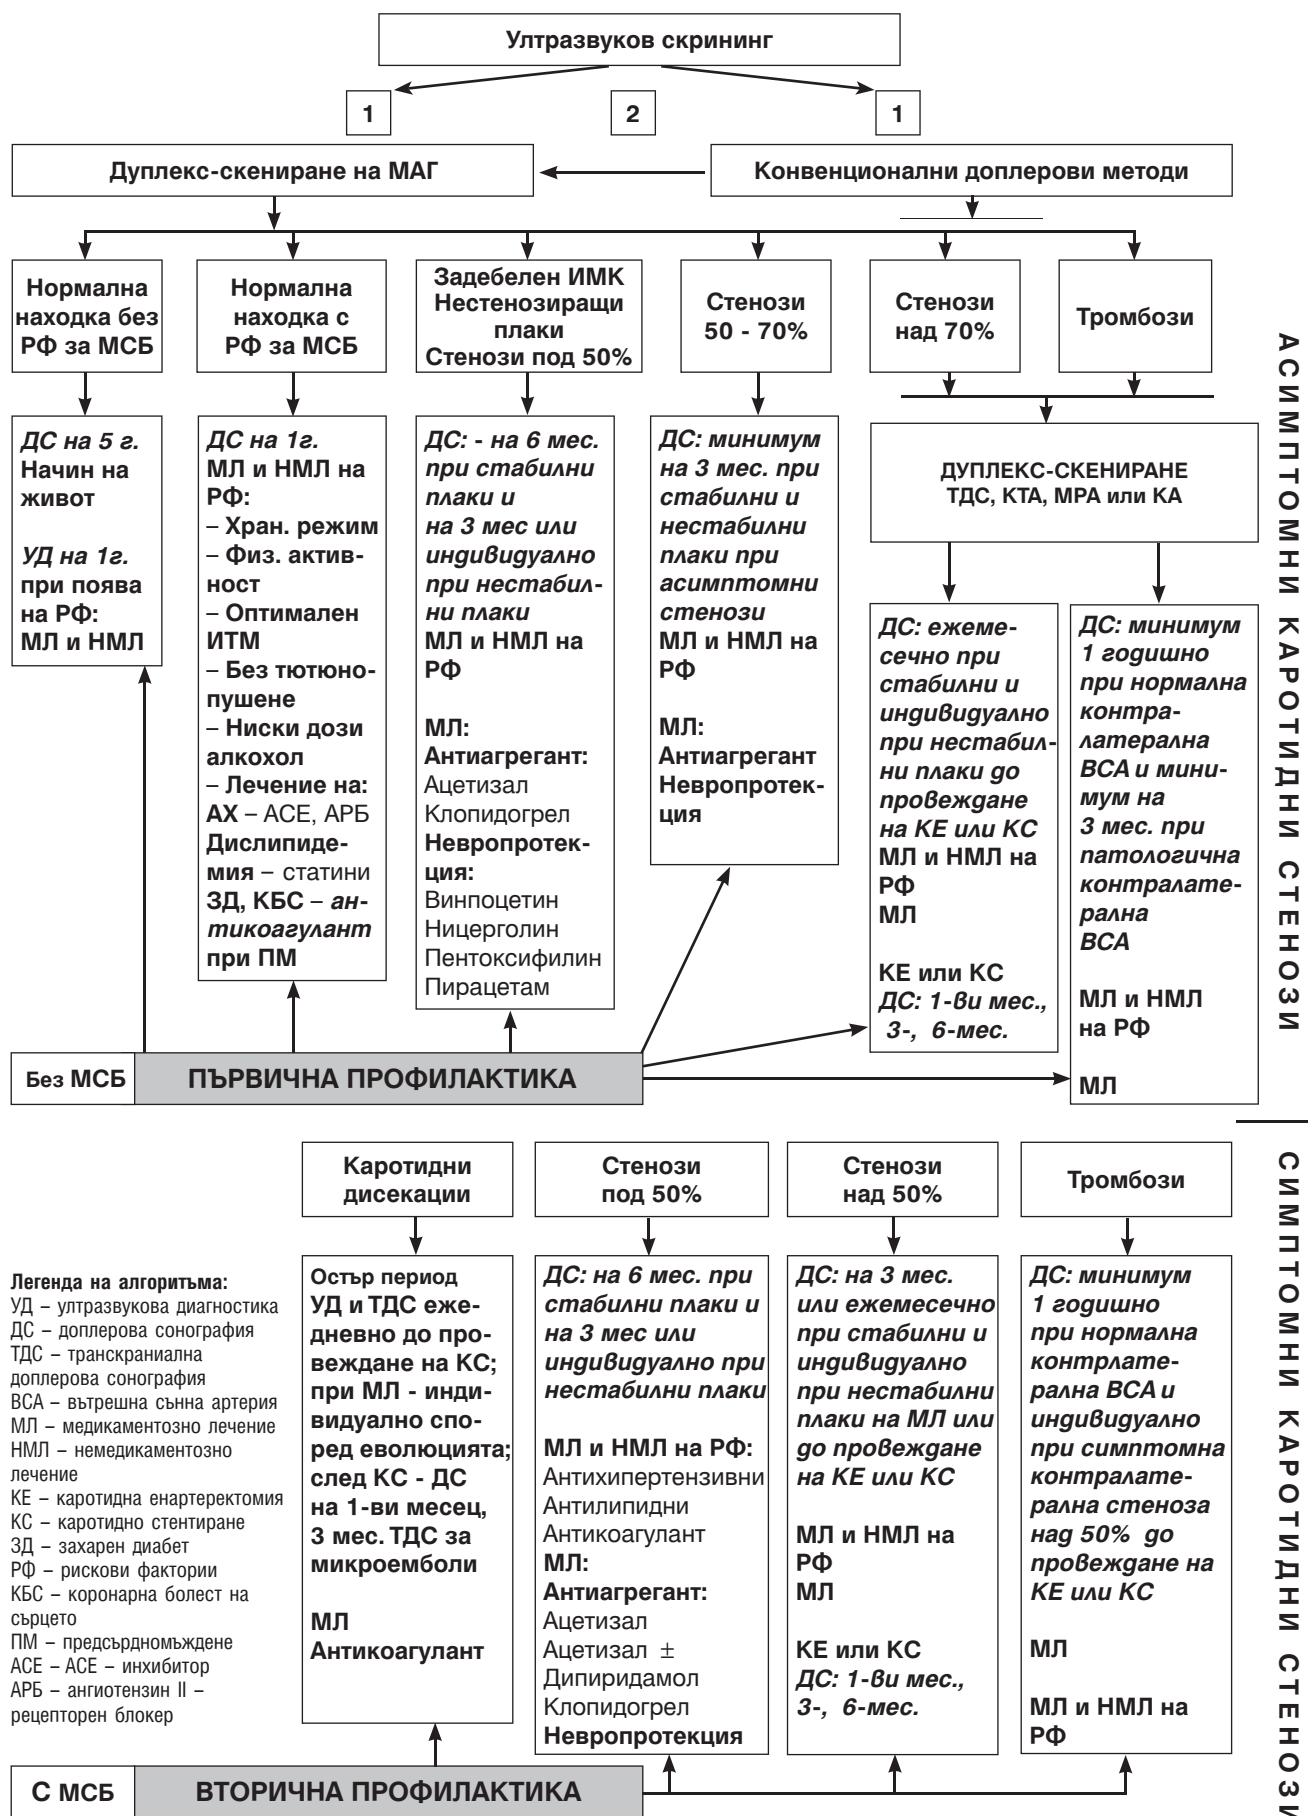 Ултразвуков скрининг
1
2
1
Дуплекс-скениране на МАГ
Конвенционални доплерови методи
Нормална
находка без
РФ за МСБ
Нормална
находка с
РФ за МСБ
Задебелен ИМК
Нестенозиращи
плаки
Стенози под 50%
Стенози
50 - 70%
Стенози
над 70%
Тромбози
ДС на 5 г.
Начин на
живот
УД на 1г.
при поява
на РФ:
МЛ и НМЛ
ДС на 1г.
МЛ и НМЛ на
РФ:
– Хран. режим
– Физ. актив-
ност
– Оптимален
ИТМ
– Без тютюно-
пушене
– Ниски дози
алкохол
– Лечение на:
АХ – АСЕ, АРБ
Дислипиде-
мия – статини
ЗД, КБС – ан-
тикоагулант
при ПМ
ДС: - на 6 мес.
при стабилни
плаки и
на 3 мес или
индивидуално
при нестабил-
ни плаки
МЛ и НМЛ на
РФ
МЛ:
Антиагрегант:
Ацетизал
Клопидогрел
Невропротек-
ция:
Винпоцетин
Ницерголин
Пентоксифилин
Пирацетам
ДС: минимум
на 3 мес. при
стабилни и
нестабилни
плаки при
асимптомни
стенози
МЛ и НМЛ на
РФ
МЛ:
Антиагрегант
Невропротек-
ция
ДУПЛЕКС-СКЕНИРАНЕ
ТДС, КТА, МРА или КА
ДС: ежеме-
сечно при
стабилни и
индивидуално
при нестабил-
ни плаки до
провеждане
на КЕ или КС
МЛ и НМЛ на
РФ
МЛ
КЕ или КС
ДС: 1-ви мес.,
3-, 6-мес.
ДС: минимум
1 годишно
при нормална
контра-
латерална
ВСА и мини-
мум на
3 мес. при
патологична
контралате-
рална
ВСА
МЛ и НМЛ
на РФ
МЛ
Без МСБ
ПЪРВИЧНА ПРОФИЛАКТИКА
АСИМПТОМНИ КАРОТИДНИ СТЕНОЗИ
Каротидни
дисекации
Стенози
под 50%
Стенози
над 50%
Тромбози
Легенда на алгоритъма:
УД – ултразвукова диагностика
ДС – доплерова сонография
ТДС – транскраниална
доплерова сонография
ВСА – вътрешна сънна артерия
МЛ – медикаментозно лечение
НМЛ – немедикаментозно
лечение
КЕ – каротидна енартеректомия
КС – каротидно стентиране
ЗД – захарен диабет
РФ – рискови фактории
КБС – коронарна болест на
сърцето
ПМ – предсърдномъждене
АСЕ – АСЕ – инхибитор
АРБ – ангиотензин II –
рецепторен блокер
Остър период
УД и ТДС еже-
дневно до про-
веждане на КС;
при МЛ - инди-
видуално спо-
ред еволюцията;
след КС - ДС
на 1-ви месец,
3 мес. ТДС за
микроемболи
МЛ
Антикоагулант
ДС: на 6 мес. при
стабилни плаки и
на 3 мес или
индивидуално при
нестабилни плаки
МЛ и НМЛ на РФ:
Антихипертензивни
Антилипидни
Антикоагулант
МЛ:
Антиагрегант:
Ацетизал
Ацетизал ±
Дипиридамол
Клопидогрел
Невропротекция
ДС: на 3 мес.
или ежемесечно
при стабилни и
индивидуално
при нестабилни
плаки на МЛ или
до провеждане
на КЕ или КС
МЛ и НМЛ на
РФ
МЛ
КЕ или КС
ДС: 1-ви мес.,
3-, 6-мес.
ДС: минимум
1 годишно
при нормална
контрлате-
рална ВСА и
индивидуално
при симптомна
контралате-
рална стеноза
над 50% до
провеждане на
КЕ или КС
МЛ
МЛ и НМЛ на
РФ
С МСБ
ВТОРИЧНА ПРОФИЛАКТИКА
СИМПТОМНИ КАРОТИДНИ СТЕНОЗИ